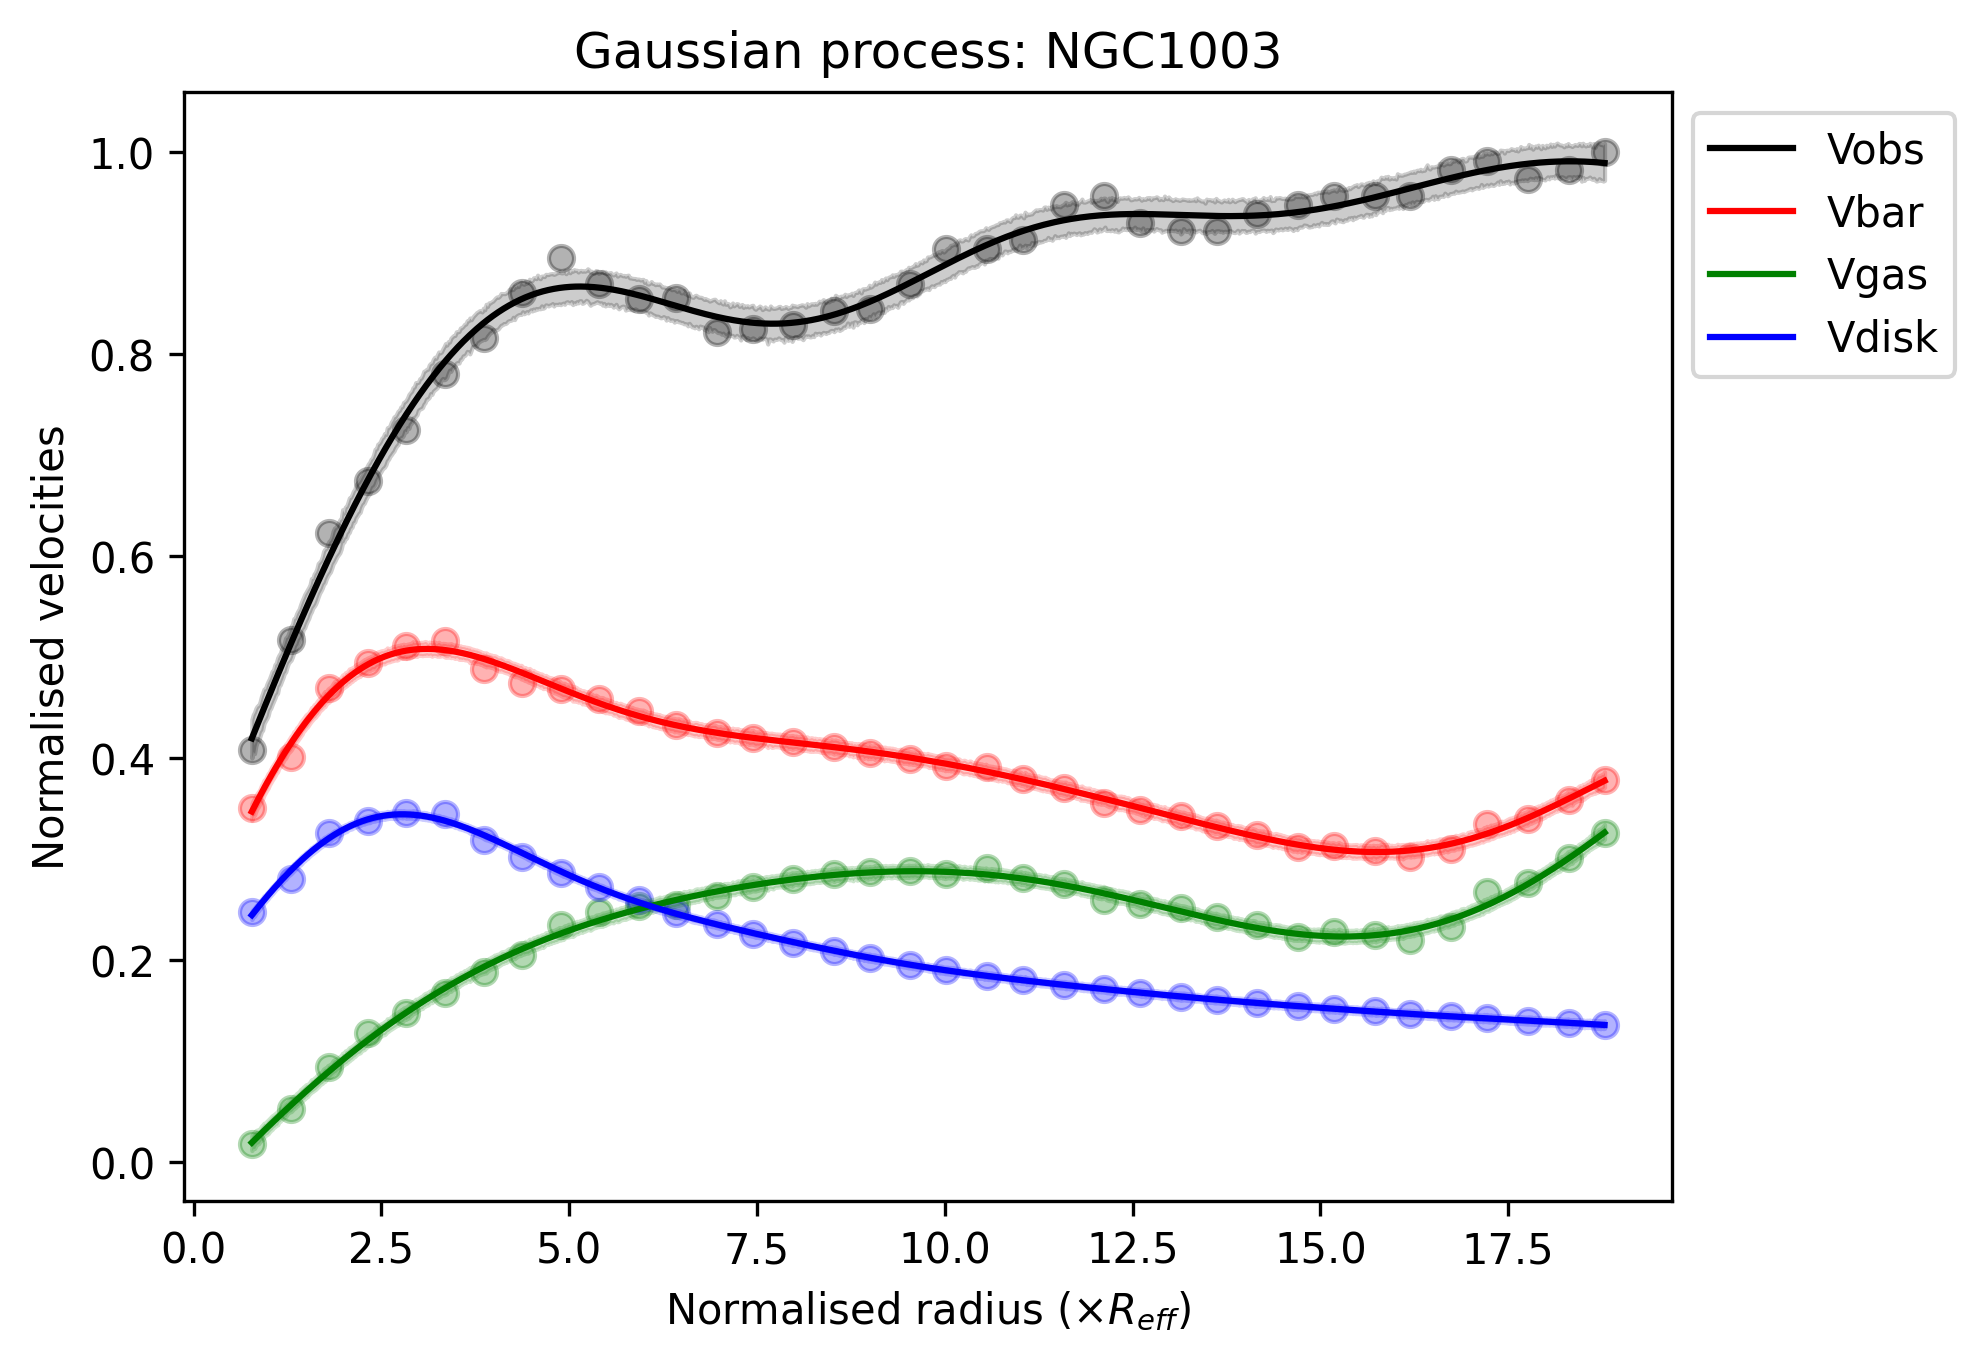 Gaussian process: NGC1003
1.0
0.8
0.6
0.4
0.2
0.0
Normalised velocities
0.0 2.5 5.0 7.5 10.0 12.5 15.0 17.5
Normalised radius (×R_eff)
Vobs
Vbar
Vgas
Vdisk